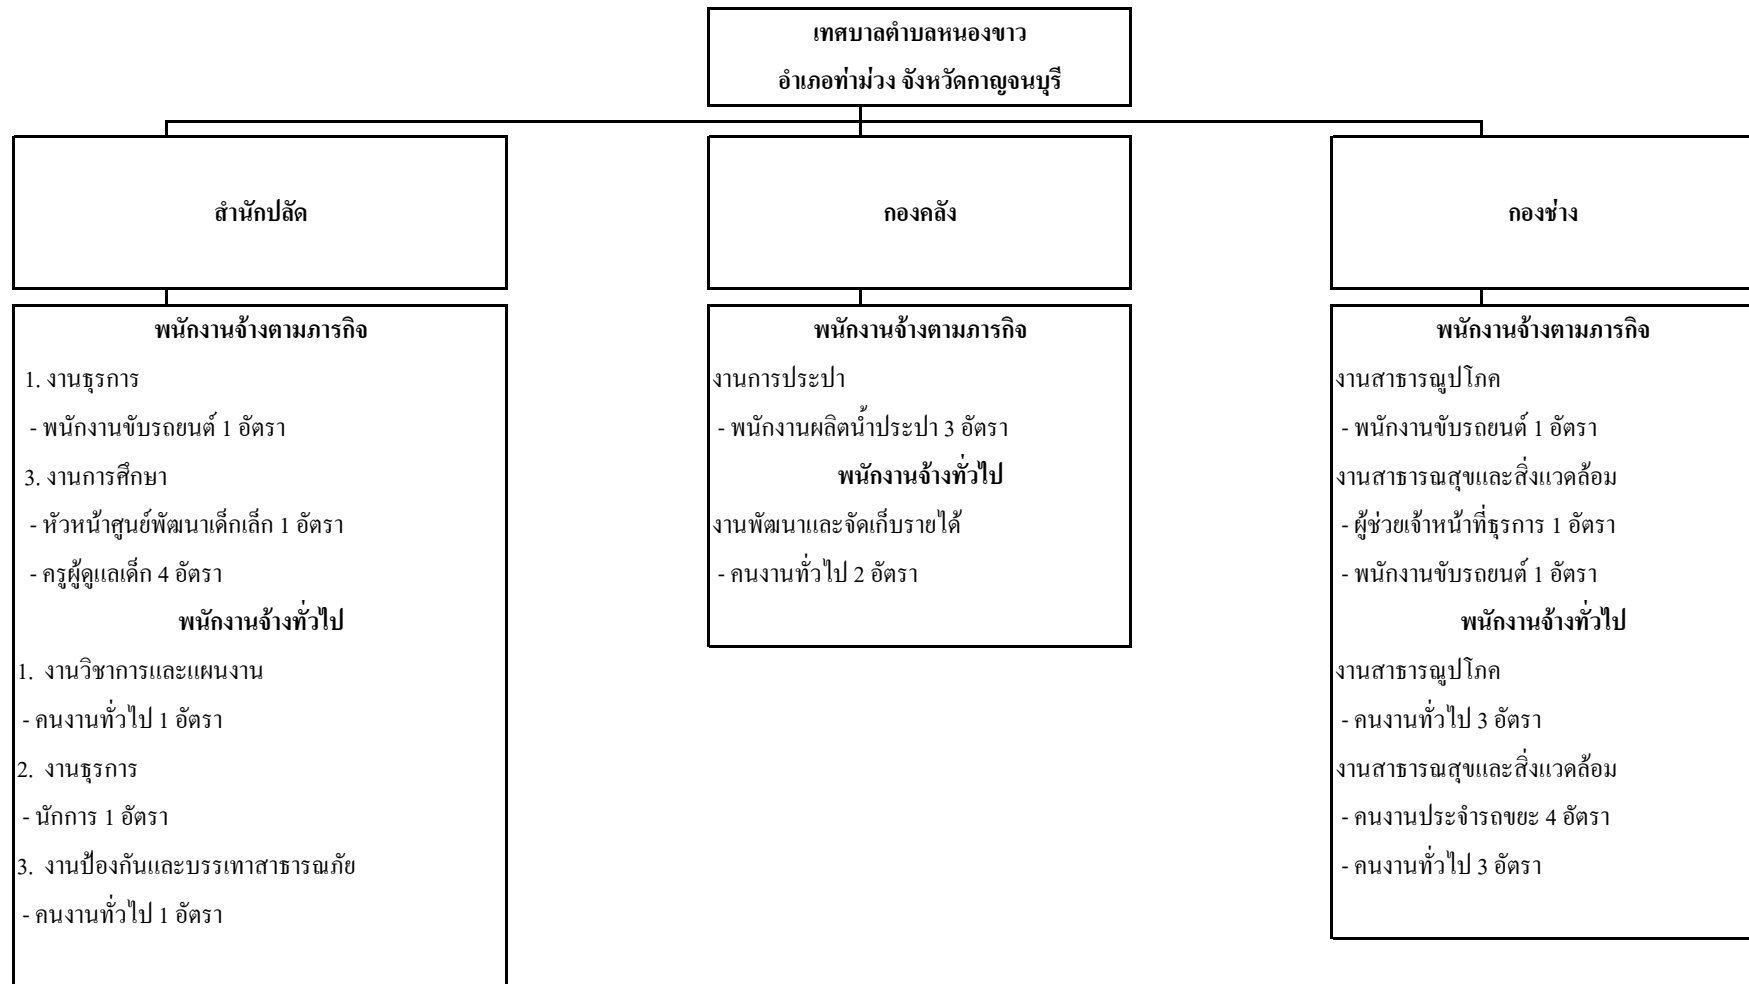 เทศบาลตำบลหนองขาว
อำเภอท่าม่วง จังหวัดกาญจนบุรี
สำนักปลัด
พนักงานจ้างตามภารกิจ
1. งานธุรการ
- พนักงานขับรถยนต์ 1 อัตรา
3. งานการศึกษา
- หัวหน้าศูนย์พัฒนาเด็กเล็ก 1 อัตรา
- ครูผู้ดูแลเด็ก 4 อัตรา
พนักงานจ้างทั่วไป
1. งานวิชาการและแผนงาน
- คนงานทั่วไป 1 อัตรา
2. งานธุรการ
- นักการ 1 อัตรา
3. งานป้องกันและบรรเทาสาธารณภัย
- คนงานทั่วไป 1 อัตรา
กองคลัง
พนักงานจ้างตามภารกิจ
งานการประปา
- พนักงานผลิตน้ำประปา 3 อัตรา
พนักงานจ้างทั่วไป
งานพัฒนาและจัดเก็บรายได้
- คนงานทั่วไป 2 อัตรา
กองช่าง
พนักงานจ้างตามภารกิจ
งานสาธารณูปโภค
- พนักงานขับรถยนต์ 1 อัตรา
งานสาธารณสุขและสิ่งแวดล้อม
- ผู้ช่วยเจ้าหน้าที่ธุรการ 1 อัตรา
- พนักงานขับรถยนต์ 1 อัตรา
พนักงานจ้างทั่วไป
งานสาธารณูปโภค
- คนงานทั่วไป 3 อัตรา
งานสาธารณสุขและสิ่งแวดล้อม
- คนงานประจำรถขยะ 4 อัตรา
- คนงานทั่วไป 3 อัตรา